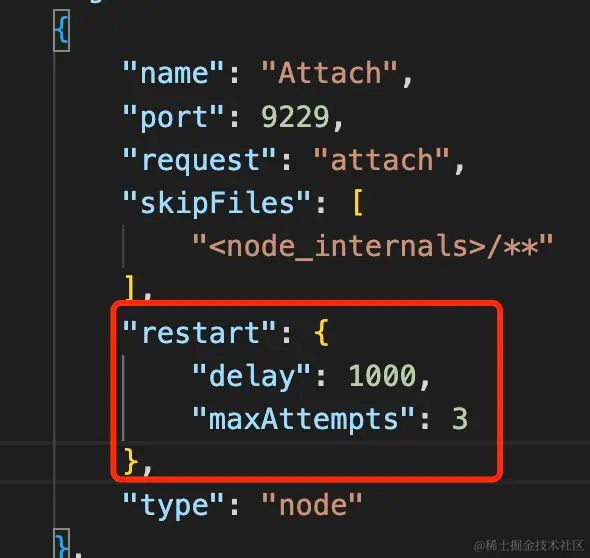 {
"name": "Attach",
"port": 9229,
"request": "attach",
"skipFiles": [
"<node_internals>/**"
],
"restart": {
"delay": 1000,
"maxAttempts": 3
},
"type": "node"
},
@稀土掘金技术社区